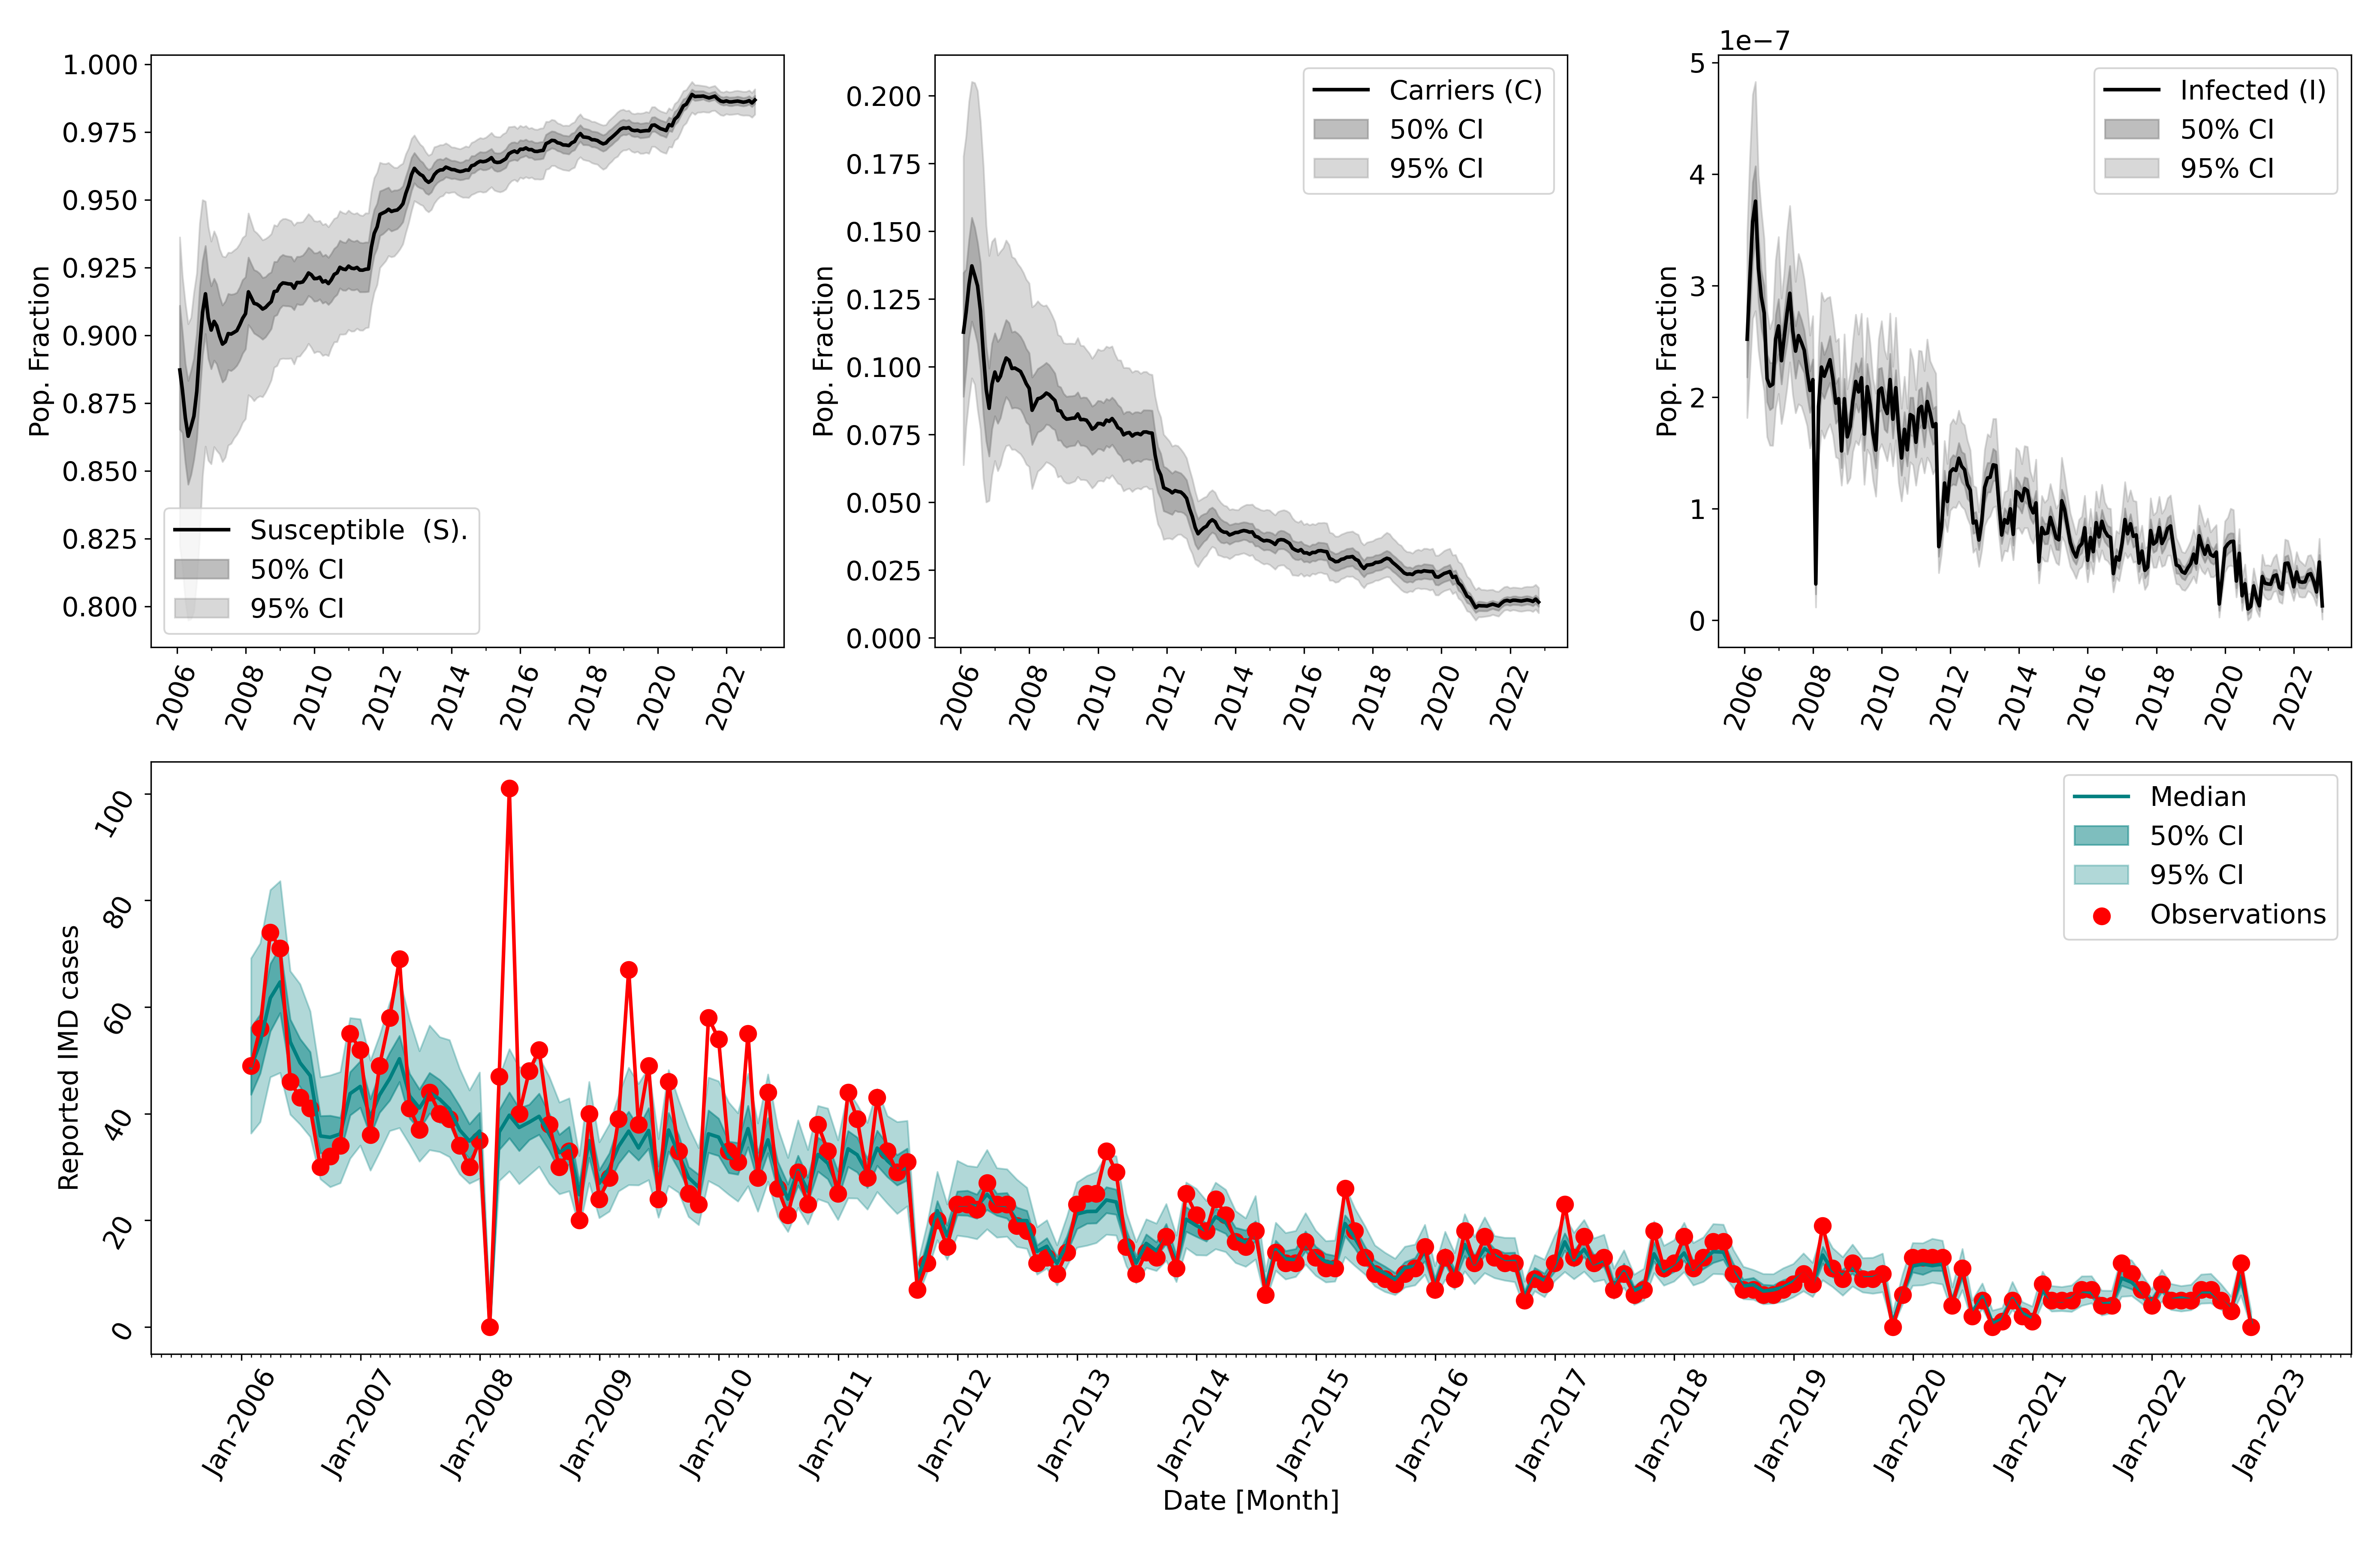 1.000
0.975
0.950
0.925
0.900
0.875
0.850
0.825
0.800
Pop. Fraction
Susceptible  (S).
50% CI
95% CI
2006
2008
2010
2012
2014
2016
2018
2020
2022
0.200
0.175
0.150
0.125
0.100
0.075
0.050
0.025
0.000
Pop. Fraction
Carriers (C)
50% CI
95% CI
2006
2008
2010
2012
2014
2016
2018
2020
2022
1e−7
5
4
3
2
1
0
Pop. Fraction
Infected (I)
50% CI
95% CI
2006
2008
2010
2012
2014
2016
2018
2020
2022
100
80
60
40
20
0
Reported IMD cases
Median
50% CI
95% CI
Observations
Jan-2006
Jan-2007
Jan-2008
Jan-2009
Jan-2010
Jan-2011
Jan-2012
Jan-2013
Jan-2014
Jan-2015
Jan-2016
Jan-2017
Jan-2018
Jan-2019
Jan-2020
Jan-2021
Jan-2022
Jan-2023
Date [Month]